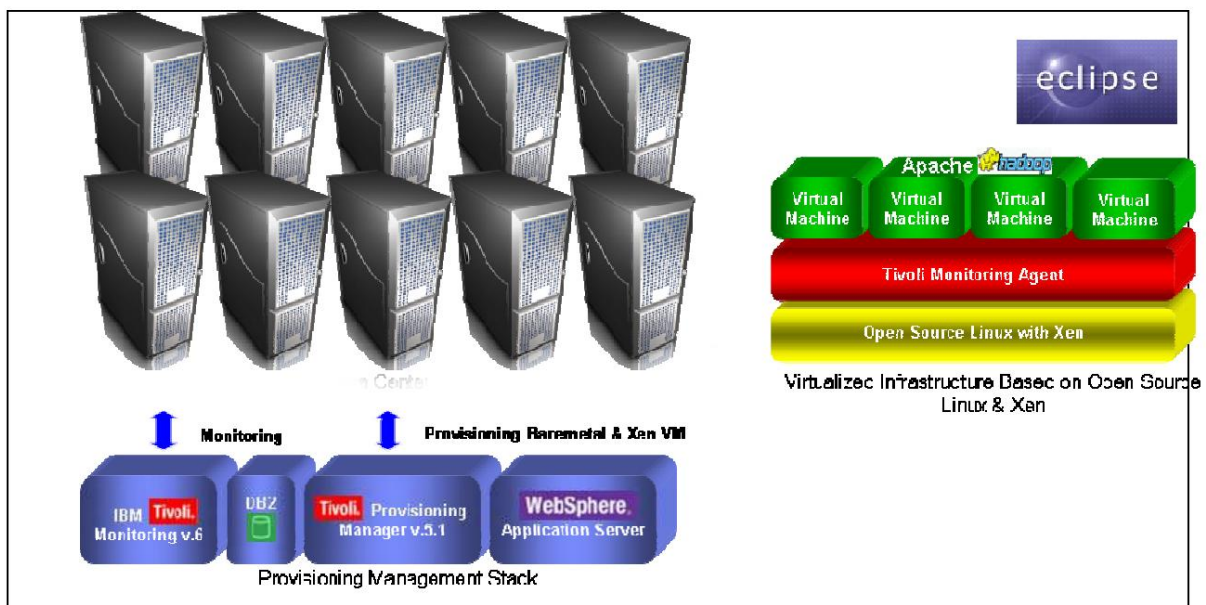 eclipse
Apache hadoop
Virtual Machine
Virtual Machine
Virtual Machine
Virtual Machine
Tivoli Monitoring Agent
Open Source Linux with Xen
Virtualized Infrastructure Based on Open Source
Linux & Xen
Monitoring
Provisioning Baremetal & Xen VM
IBM Tivoli.
Monitoring v.6
DB2
Tivoli. Provisioning
Manager v.5.1
WebSphere.
Application Server
Provisioning Management Stack